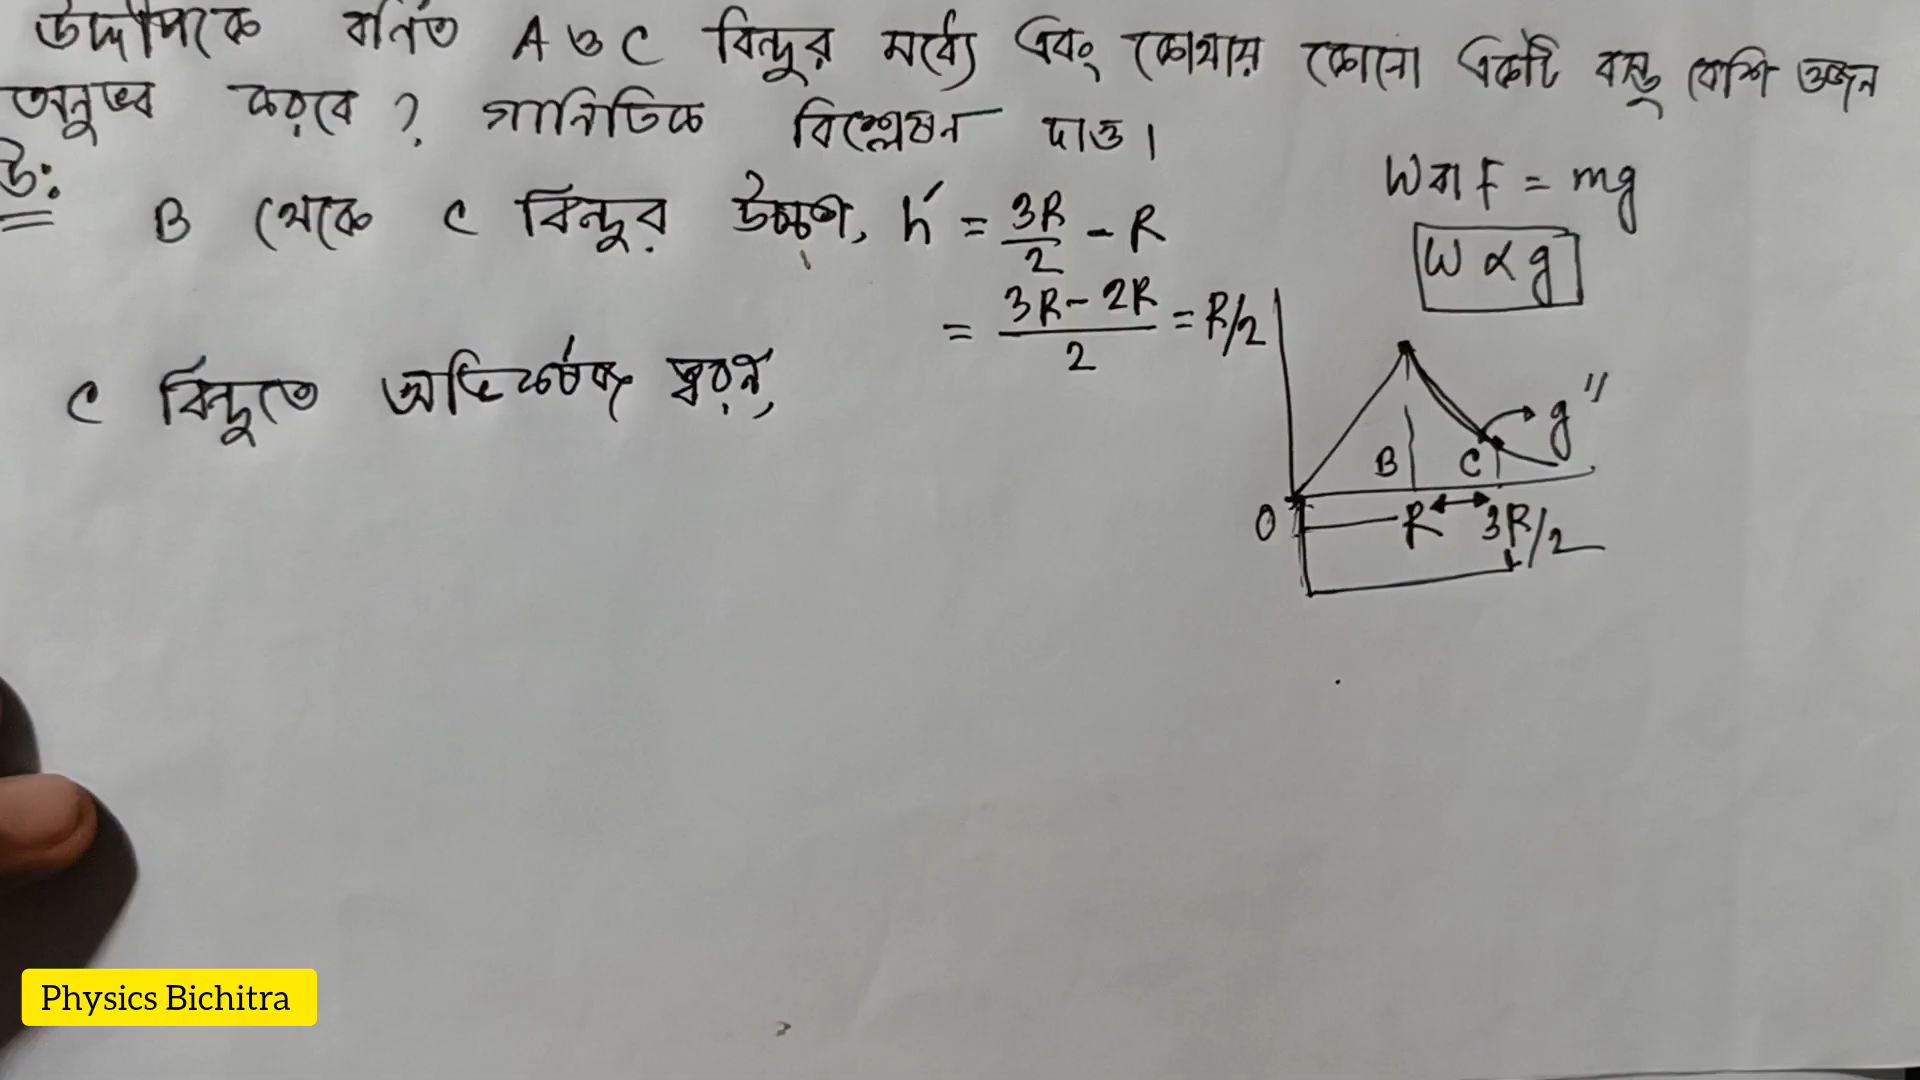 উদ্দীপকে বর্নিত A ও C বিন্দুর মধ্যে এবং কোথায় কোনো একটি বস্তু বেশি ওজন
অনুভব করবে ? গানিতিক বিশ্লেষন দাও।
উ:
B থেকে C বিন্দুর উচ্চতা, h' = 3R/2 - R
= 3R - 2R / 2 = R/2
C বিন্দুতে অভিকর্ষজ ত্বরণ,
W বা F = mg
W ∝ g
g"
B C
O R 3R/2
Physics Bichitra